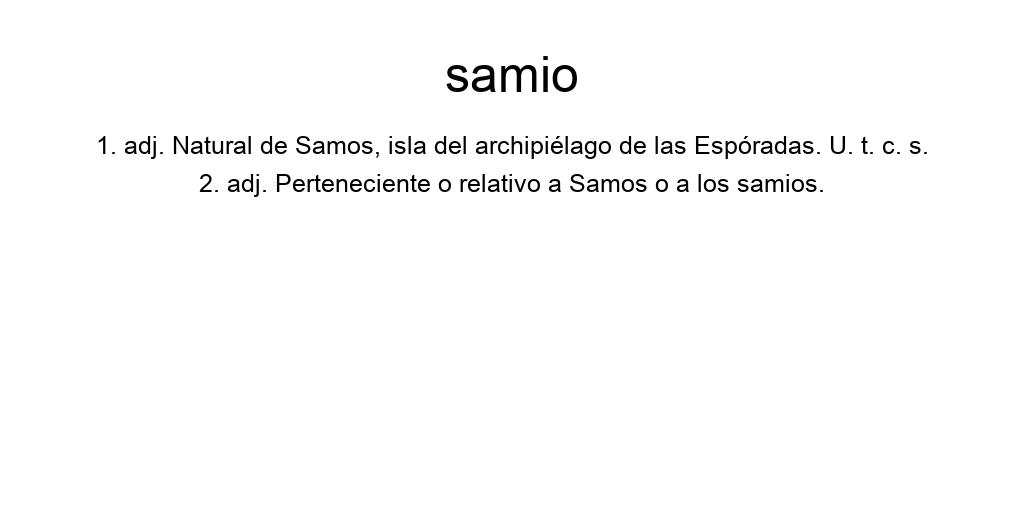 samio
1. adj. Natural de Samos, isla del archipiélago de las Espóradas. U. t. c. s.
2. adj. Perteneciente o relativo a Samos o a los samios.